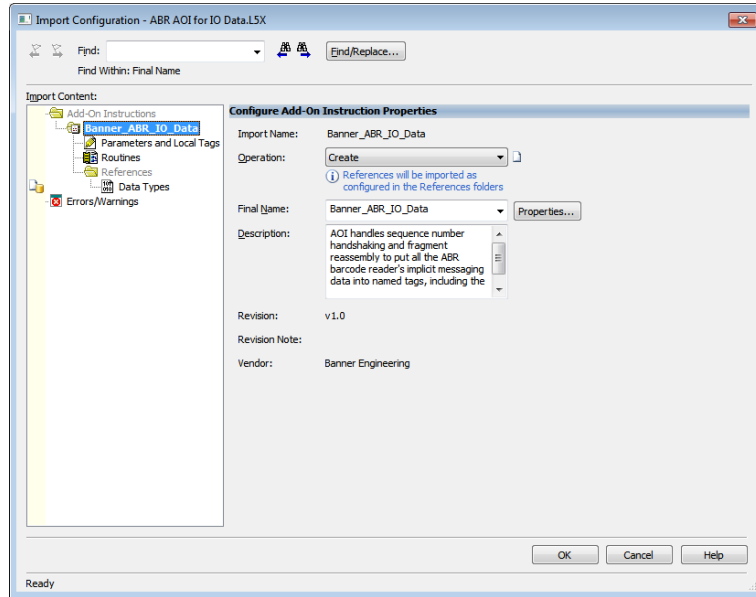 Import Configuration - ABR AOI for IO Data.L5X
Find:
Find/Replace...
Find Within: Final Name
Import Content:
Add-On Instructions
Banner_ABR_IO_Data
Parameters and Local Tags
Routines
References
Data Types
Errors/Warnings
Configure Add-On Instruction Properties
Import Name: Banner_ABR_IO_Data
Operation: Create
References will be imported as
configured in the References folders
Final Name: Banner_ABR_IO_Data Properties...
Description: AOI handles sequence number
handshaking and fragment
reassembly to put all the ABR
barcode reader's implicit messaging
data into named tags, including the
Revision: v1.0
Revision Note:
Vendor: Banner Engineering
OK Cancel Help
Ready